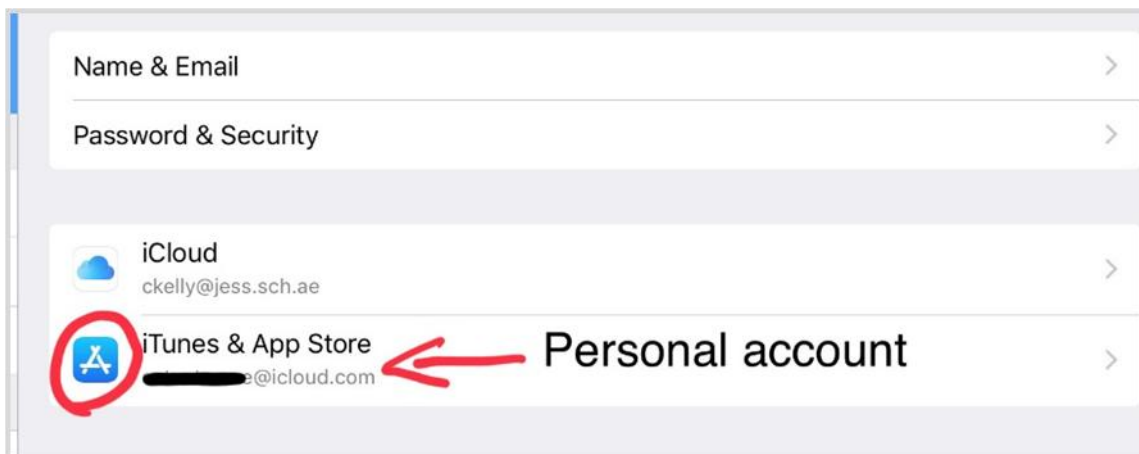 Name & Email
Password & Security
iCloud
ckelly@jess.sch.ae
iTunes & App Store
Personal account
@icloud.com